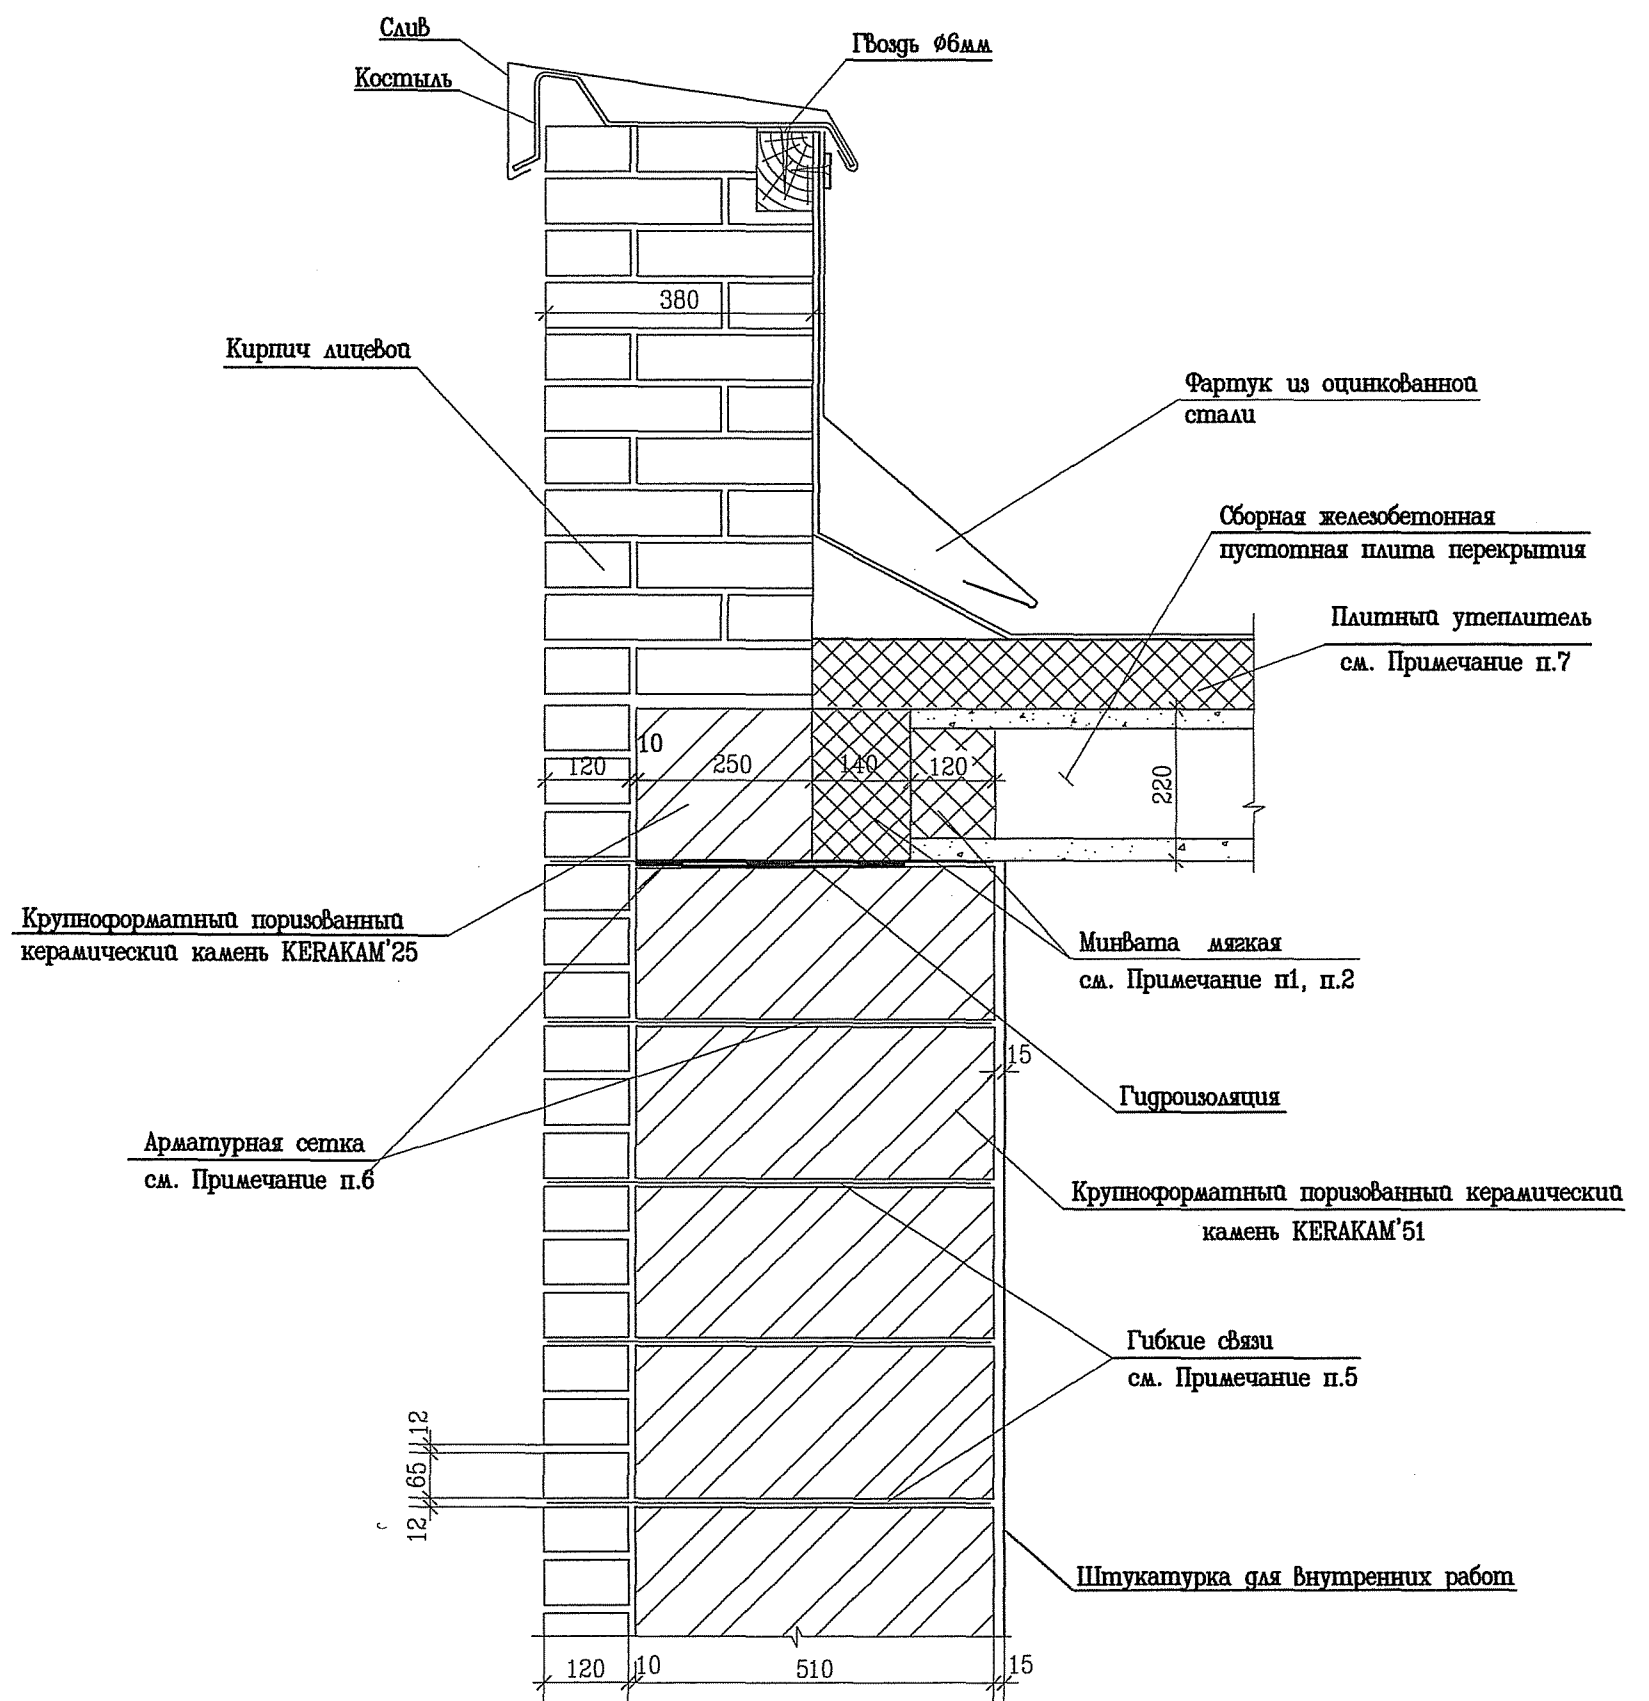 Слив
Гвоздь ϕ6мм
Костыль
380
Кирпич лицевой
Фартук из оцинкованной
стали
Сборная железобетонная
пустотная плита перекрытия
Плитный утеплитель
см. Примечание п.7
10
120
250
140
120
220
Крупноформатный поризованный
керамический камень KERAKAM'25
Минвата мягкая
см. Примечание п1, п.2
15
Гидроизоляция
Арматурная сетка
см. Примечание п.6
Крупноформатный поризованный керамический
камень KERAKAM'51
Гибкие связи
см. Примечание п.5
12
65
12
Штукатурка для внутренних работ
120
10
510
15